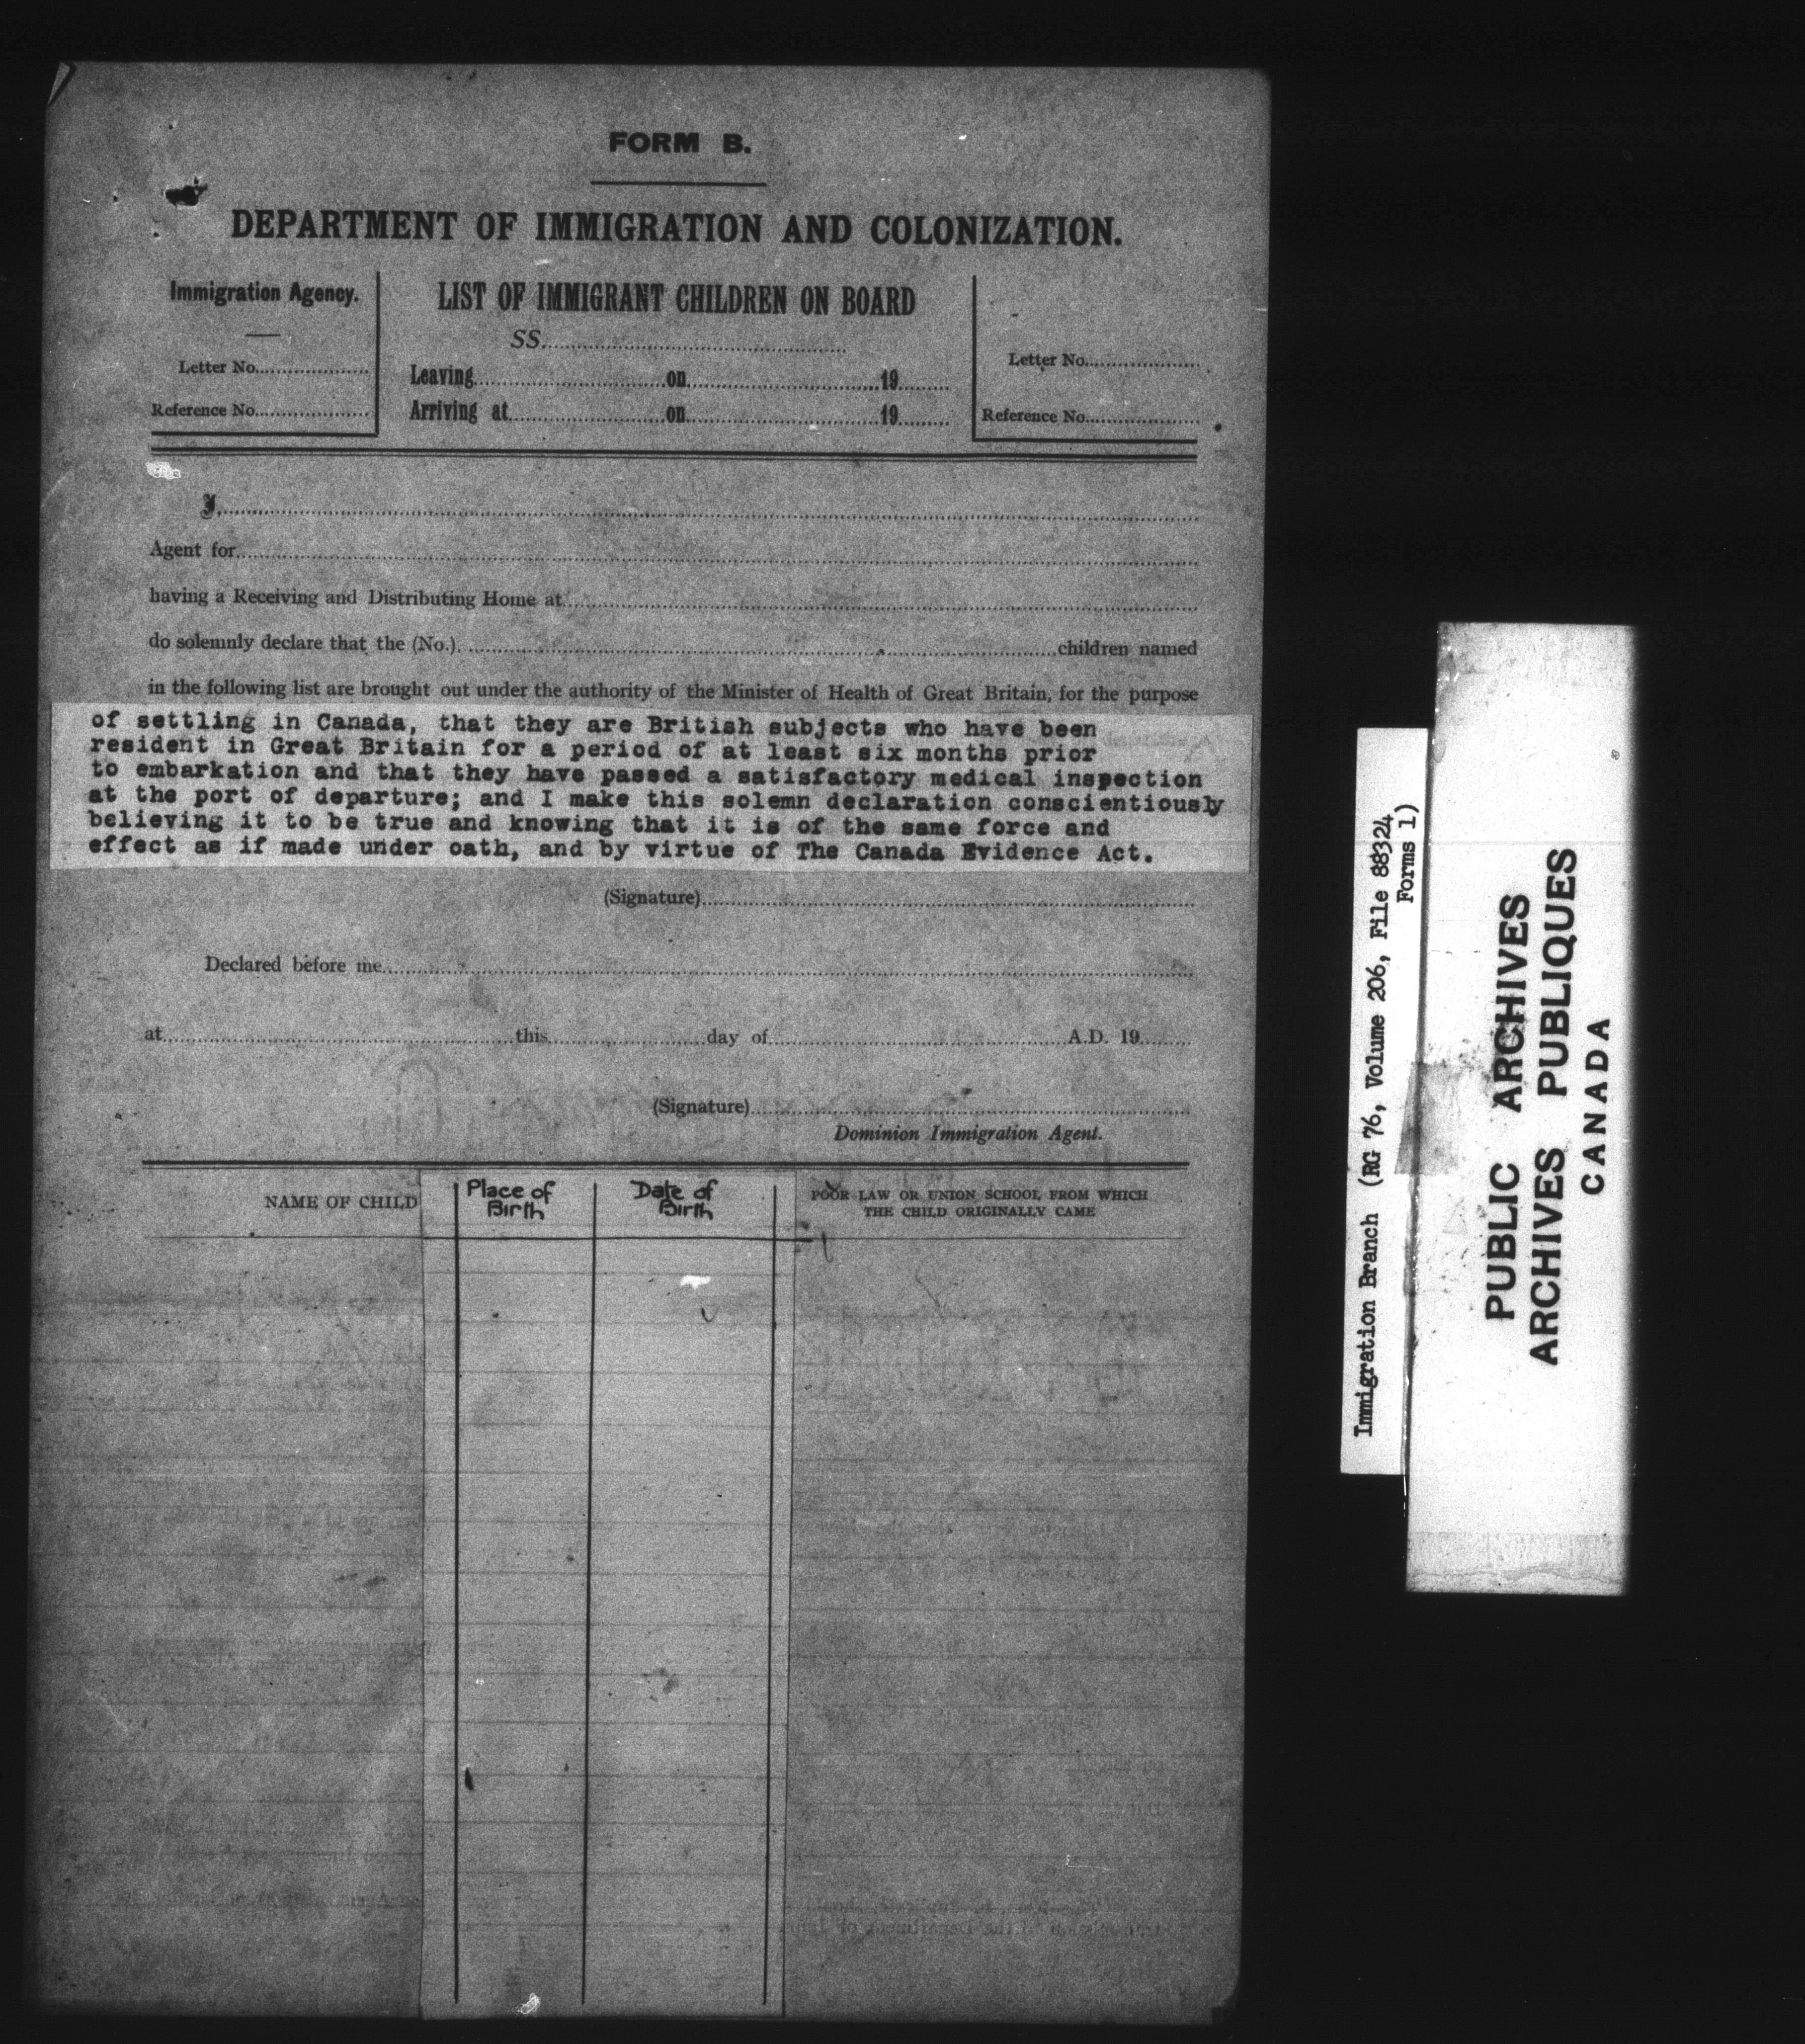 FORM B.
DEPARTMENT OF IMMIGRATION AND COLONIZATION.
Immigration Agency.
Letter No.
Reference No.
LIST OF IMMIGRANT CHILDREN ON BOARD
SS.
Leaving on 19
Arriving at on 19
Letter No.
Reference No.
I,
Agent for
having a Receiving and Distributing Home at
do solemnly declare that the (No.) children named
in the following list are brought out under the authority of the Minister of Health of Great Britain, for the purpose
of settling in Canada, that they are British subjects who have been
resident in Great Britain for a period of at least six months prior
to embarkation and that they have passed a satisfactory medical inspection
at the port of departure; and I make this solemn declaration conscientiously
believing it to be true and knowing that it is of the same force and
effect as if made under oath, and by virtue of The Canada Evidence Act.
(Signature)
Declared before me
at this day of A.D. 19
(Signature)
Dominion Immigration Agent.
NAME OF CHILD
Place of
Birth
Date of
Birth
POOR LAW OR UNION SCHOOL FROM WHICH
THE CHILD ORIGINALLY CAME
Immigration Branch (RG 76, Volume 206, File 88324
Forms 1)
PUBLIC ARCHIVES
ARCHIVES PUBLIQUES
CANADA